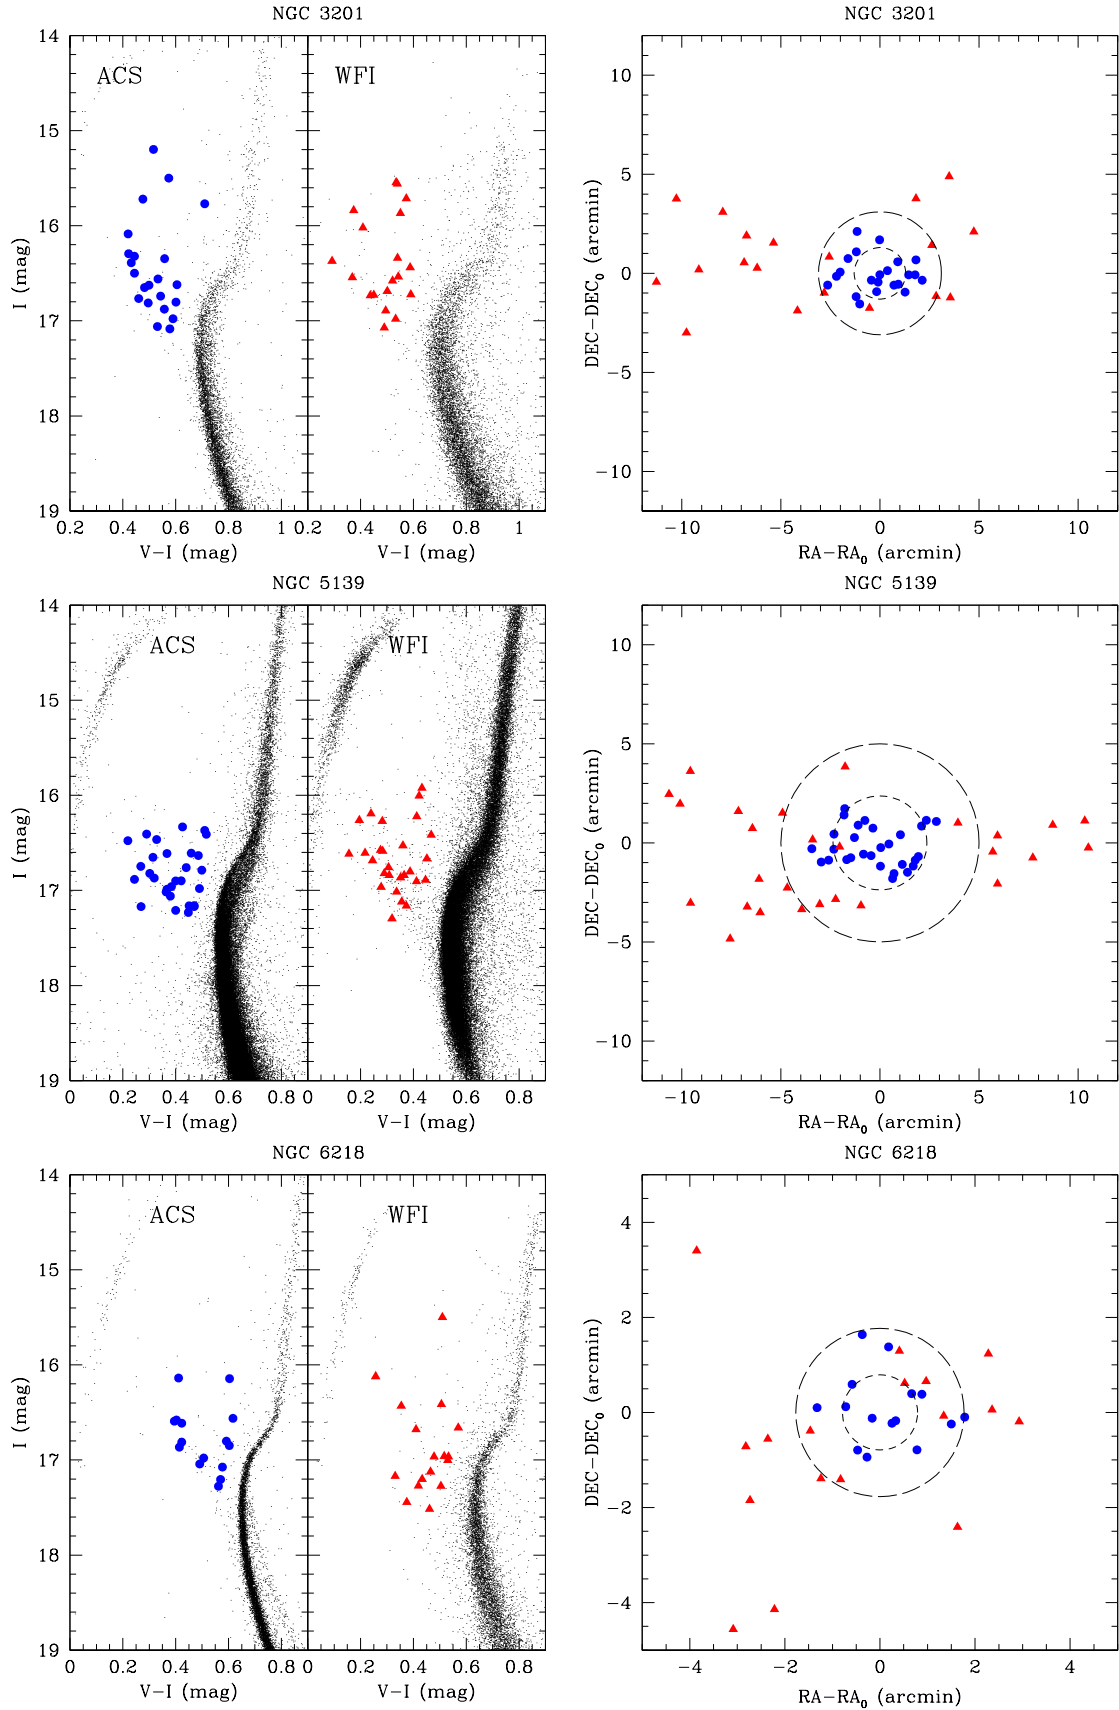 NGC 3201
NGC 3201
ACS
WFI
14
15
16
17
18
19
I (mag)
0.2 0.4 0.6 0.8 1 0.2 0.4 0.6 0.8 1
V−I (mag)
V−I (mag)
10
5
0
−5
−10
DEC−DEC₀ (arcmin)
−10 −5 0 5 10
RA−RA₀ (arcmin)
NGC 5139
NGC 5139
ACS
WFI
14
15
16
17
18
19
I (mag)
0 0.2 0.4 0.6 0.8 0 0.2 0.4 0.6 0.8
V−I (mag)
V−I (mag)
10
5
0
−5
−10
DEC−DEC₀ (arcmin)
−10 −5 0 5 10
RA−RA₀ (arcmin)
NGC 6218
NGC 6218
ACS
WFI
14
15
16
17
18
19
I (mag)
0 0.2 0.4 0.6 0.8 0 0.2 0.4 0.6 0.8
V−I (mag)
V−I (mag)
4
2
0
−2
−4
DEC−DEC₀ (arcmin)
−4 −2 0 2 4
RA−RA₀ (arcmin)